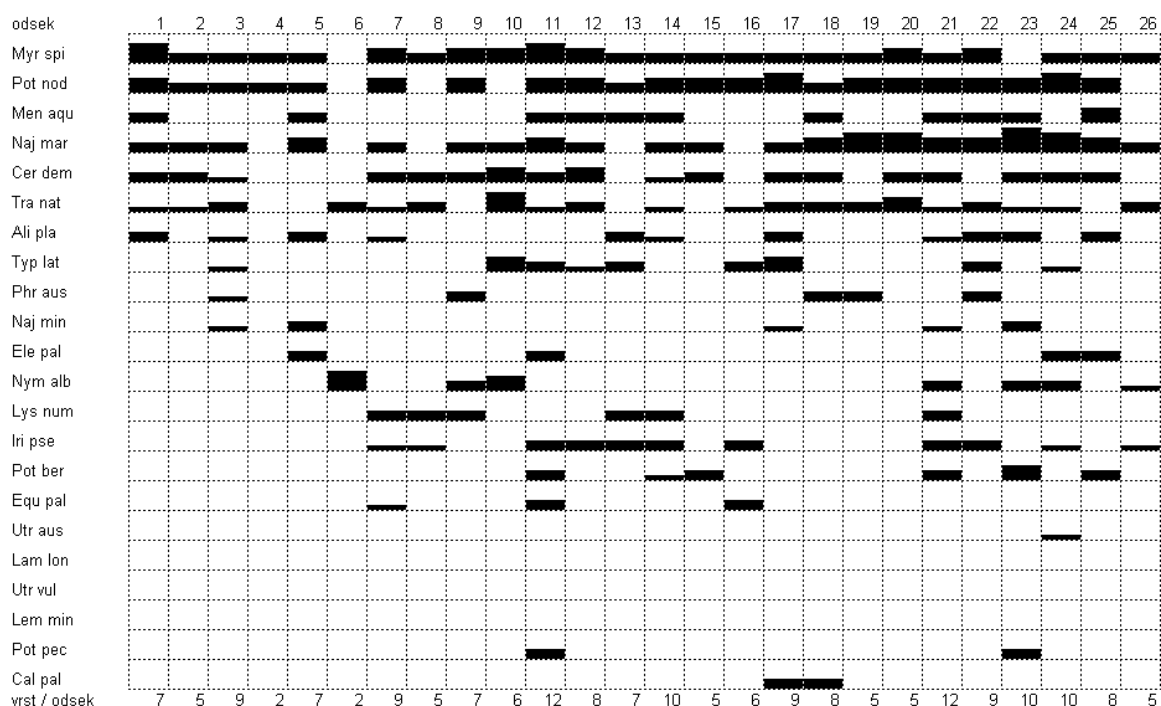 odsek 1 2 3 4 5 6 7 8 9 10 11 12 13 14 15 16 17 18 19 20 21 22 23 24 25 26
Myr spi
Pot nod
Men aqu
Naj mar
Cer dem
Tra nat
Ali pla
Typ lat
Phr aus
Naj min
Ele pal
Nym alb
Lys num
Iri pse
Pot ber
Equ pal
Utr aus
Lam lon
Utr vul
Lem min
Pot pec
Cal pal
vrst / odsek 7 5 9 2 7 2 9 5 7 6 12 8 7 10 5 6 9 8 5 5 12 9 10 10 8 5